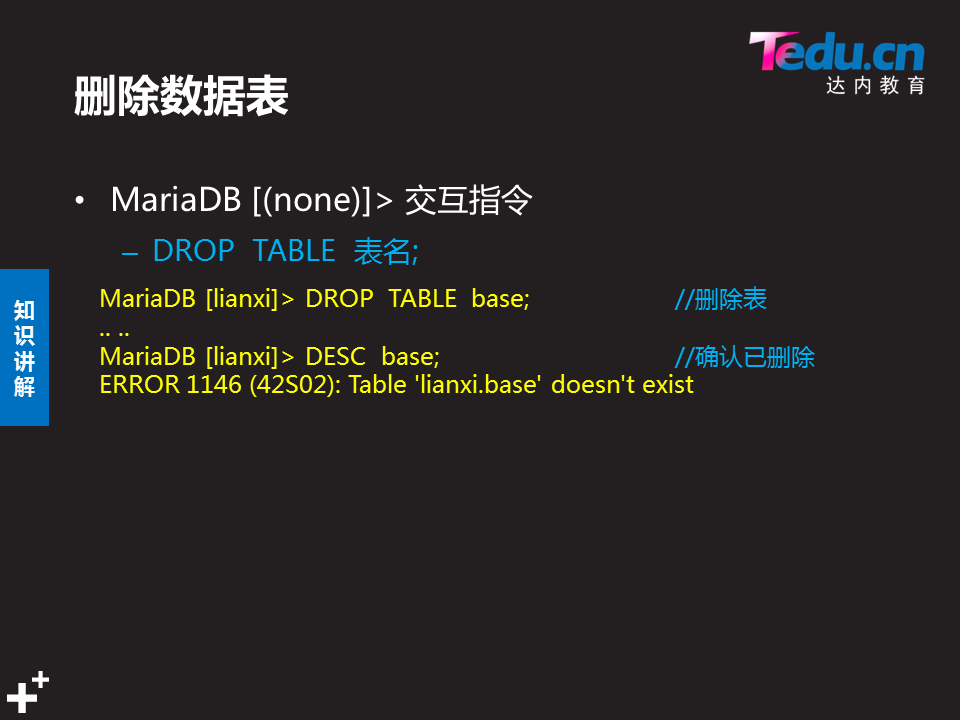 Tedu.cn
达内教育
删除数据表
• MariaDB [(none)]> 交互指令
– DROP TABLE 表名;
MariaDB [lianxi]> DROP TABLE base; //删除表
.. ..
MariaDB [lianxi]> DESC base; //确认已删除
ERROR 1146 (42S02): Table 'lianxi.base' doesn't exist
知
识
讲
解